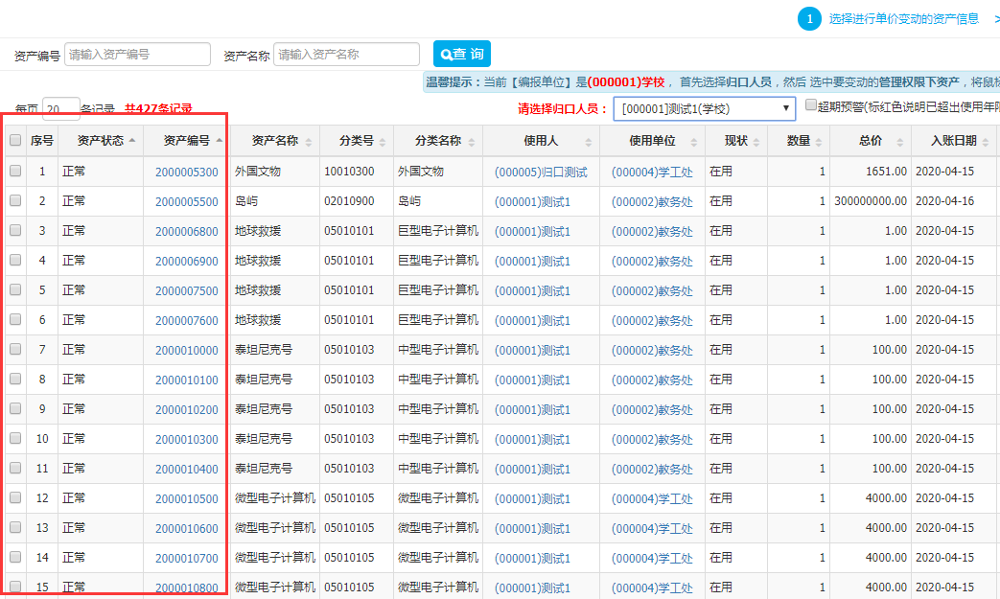 1 选择进行单价变动的资产信息 >
资产编号 请输入资产编号 资产名称 请输入资产名称 查 询
温馨提示：当前【编报单位】是(000001)学校， 首先选择归口人员，然后 选中要变动的管理权限下资产，将鼠标
每页 20 条记录 共427条记录 请选择归口人员： [000001]测试1(学校) 超期预警(标红色说明已超出使用年限
序号 资产状态 资产编号 资产名称 分类号 分类名称 使用人 使用单位 现状 数量 总价 入账日期
1 正常 2000005300 外国文物 10010300 外国文物 (000005)归口测试 (000004)学工处 在用 1 1651.00 2020-04-15
2 正常 2000005500 岛屿 02010900 岛屿 (000001)测试1 (000002)教务处 在用 1 300000000.00 2020-04-16
3 正常 2000006800 地球救援 05010101 巨型电子计算机 (000001)测试1 (000002)教务处 在用 1 1.00 2020-04-15
4 正常 2000006900 地球救援 05010101 巨型电子计算机 (000001)测试1 (000002)教务处 在用 1 1.00 2020-04-15
5 正常 2000007500 地球救援 05010101 巨型电子计算机 (000001)测试1 (000002)教务处 在用 1 1.00 2020-04-15
6 正常 2000007600 地球救援 05010101 巨型电子计算机 (000001)测试1 (000002)教务处 在用 1 1.00 2020-04-15
7 正常 2000010000 泰坦尼克号 05010103 中型电子计算机 (000001)测试1 (000002)教务处 在用 1 100.00 2020-04-15
8 正常 2000010100 泰坦尼克号 05010103 中型电子计算机 (000001)测试1 (000002)教务处 在用 1 100.00 2020-04-15
9 正常 2000010200 泰坦尼克号 05010103 中型电子计算机 (000001)测试1 (000002)教务处 在用 1 100.00 2020-04-15
10 正常 2000010300 泰坦尼克号 05010103 中型电子计算机 (000001)测试1 (000002)教务处 在用 1 100.00 2020-04-15
11 正常 2000010400 泰坦尼克号 05010103 中型电子计算机 (000001)测试1 (000002)教务处 在用 1 100.00 2020-04-15
12 正常 2000010500 微型电子计算机 05010105 微型电子计算机 (000001)测试1 (000004)学工处 在用 1 4000.00 2020-04-15
13 正常 2000010600 微型电子计算机 05010105 微型电子计算机 (000001)测试1 (000004)学工处 在用 1 4000.00 2020-04-15
14 正常 2000010700 微型电子计算机 05010105 微型电子计算机 (000001)测试1 (000004)学工处 在用 1 4000.00 2020-04-15
15 正常 2000010800 微型电子计算机 05010105 微型电子计算机 (000001)测试1 (000004)学工处 在用 1 4000.00 2020-04-15